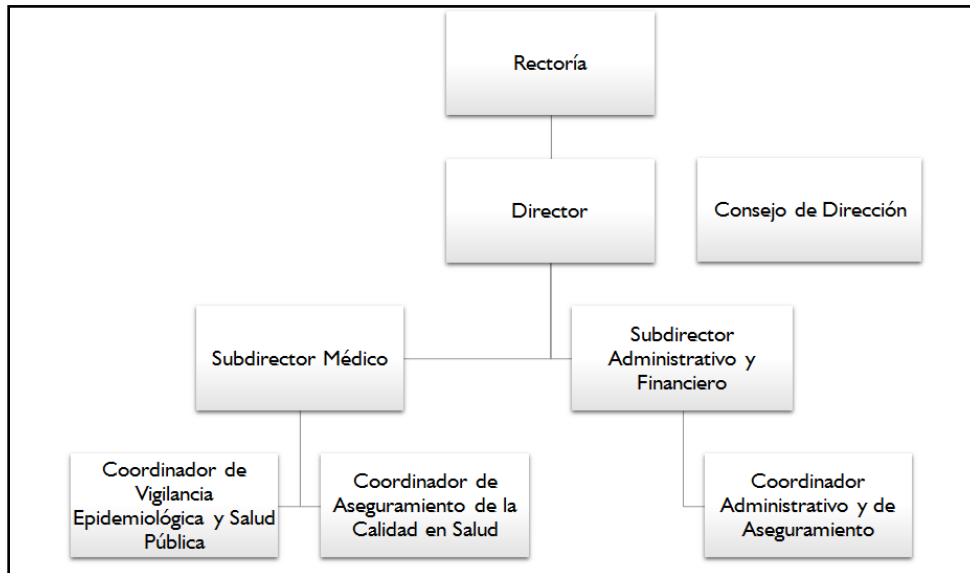 Rectoría
Director
Consejo de Dirección
Subdirector Médico
Subdirector
Administrativo y
Financiero
Coordinador de
Vigilancia
Epidemiológica y Salud
Pública
Coordinador de
Aseguramiento de la
Calidad en Salud
Coordinador
Administrativo y de
Aseguramiento